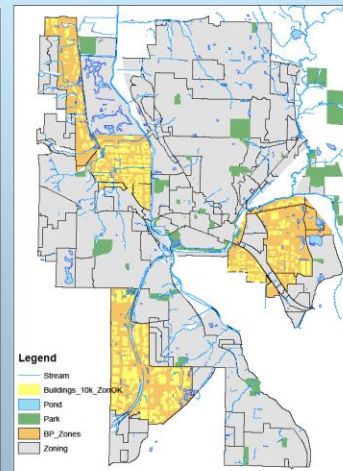 Legend
Stream
Buildings_10k_ZonOK
Pond
Park
BP_Zones
Zoning